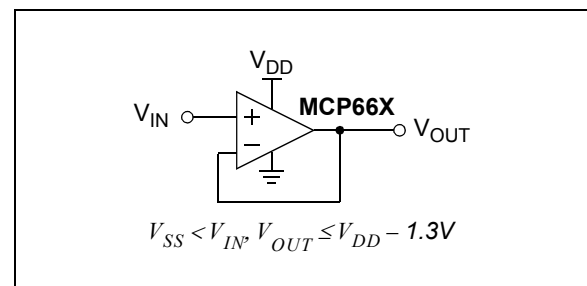 V_DD
MCP66X
V_IN
+
−
V_OUT
V_SS < V_IN, V_OUT ≤ V_DD – 1.3V